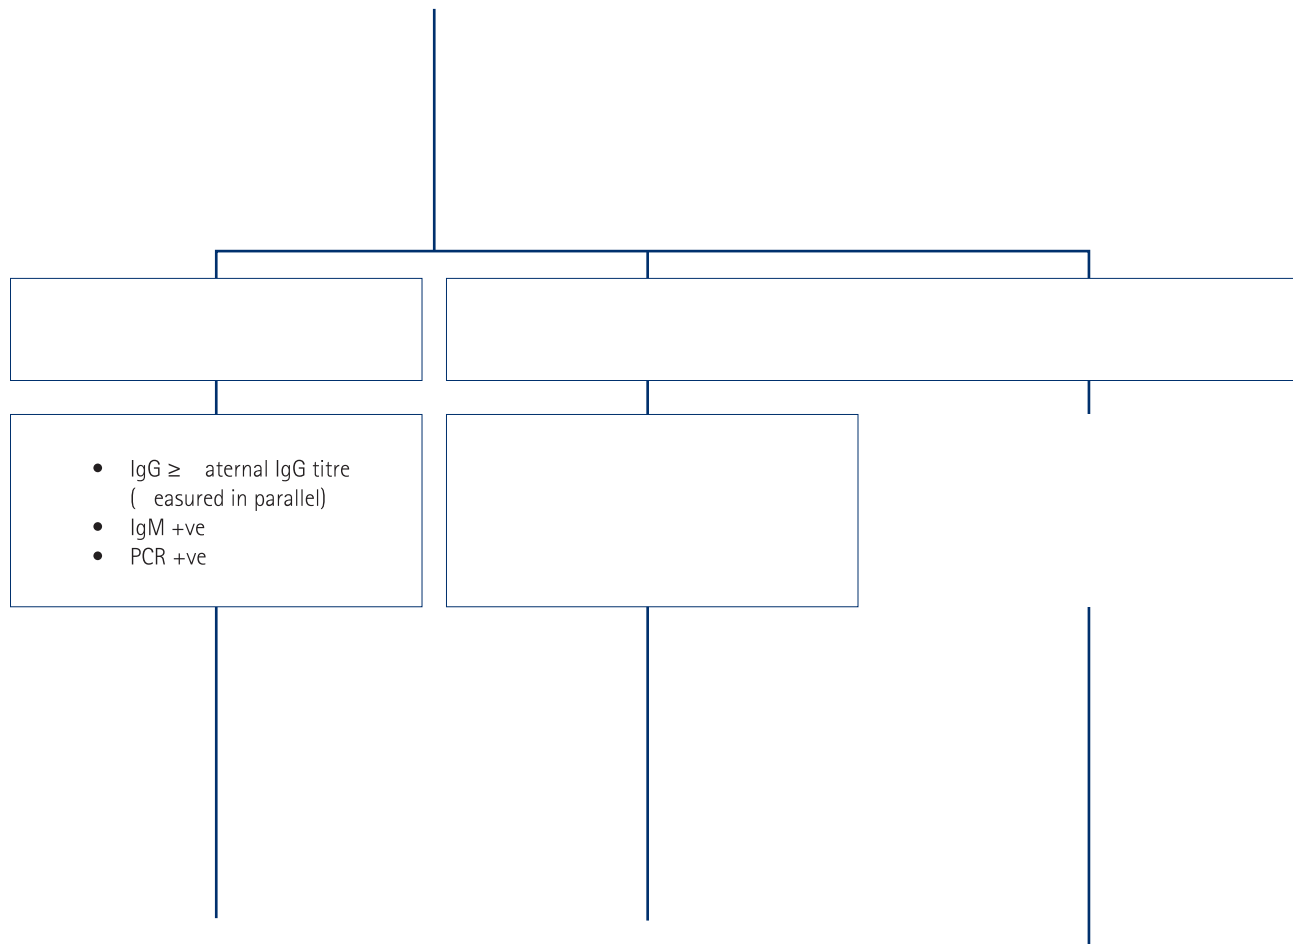 • IgG ≥ aternal IgG titre
( easured in parallel)
• IgM +ve
• PCR +ve